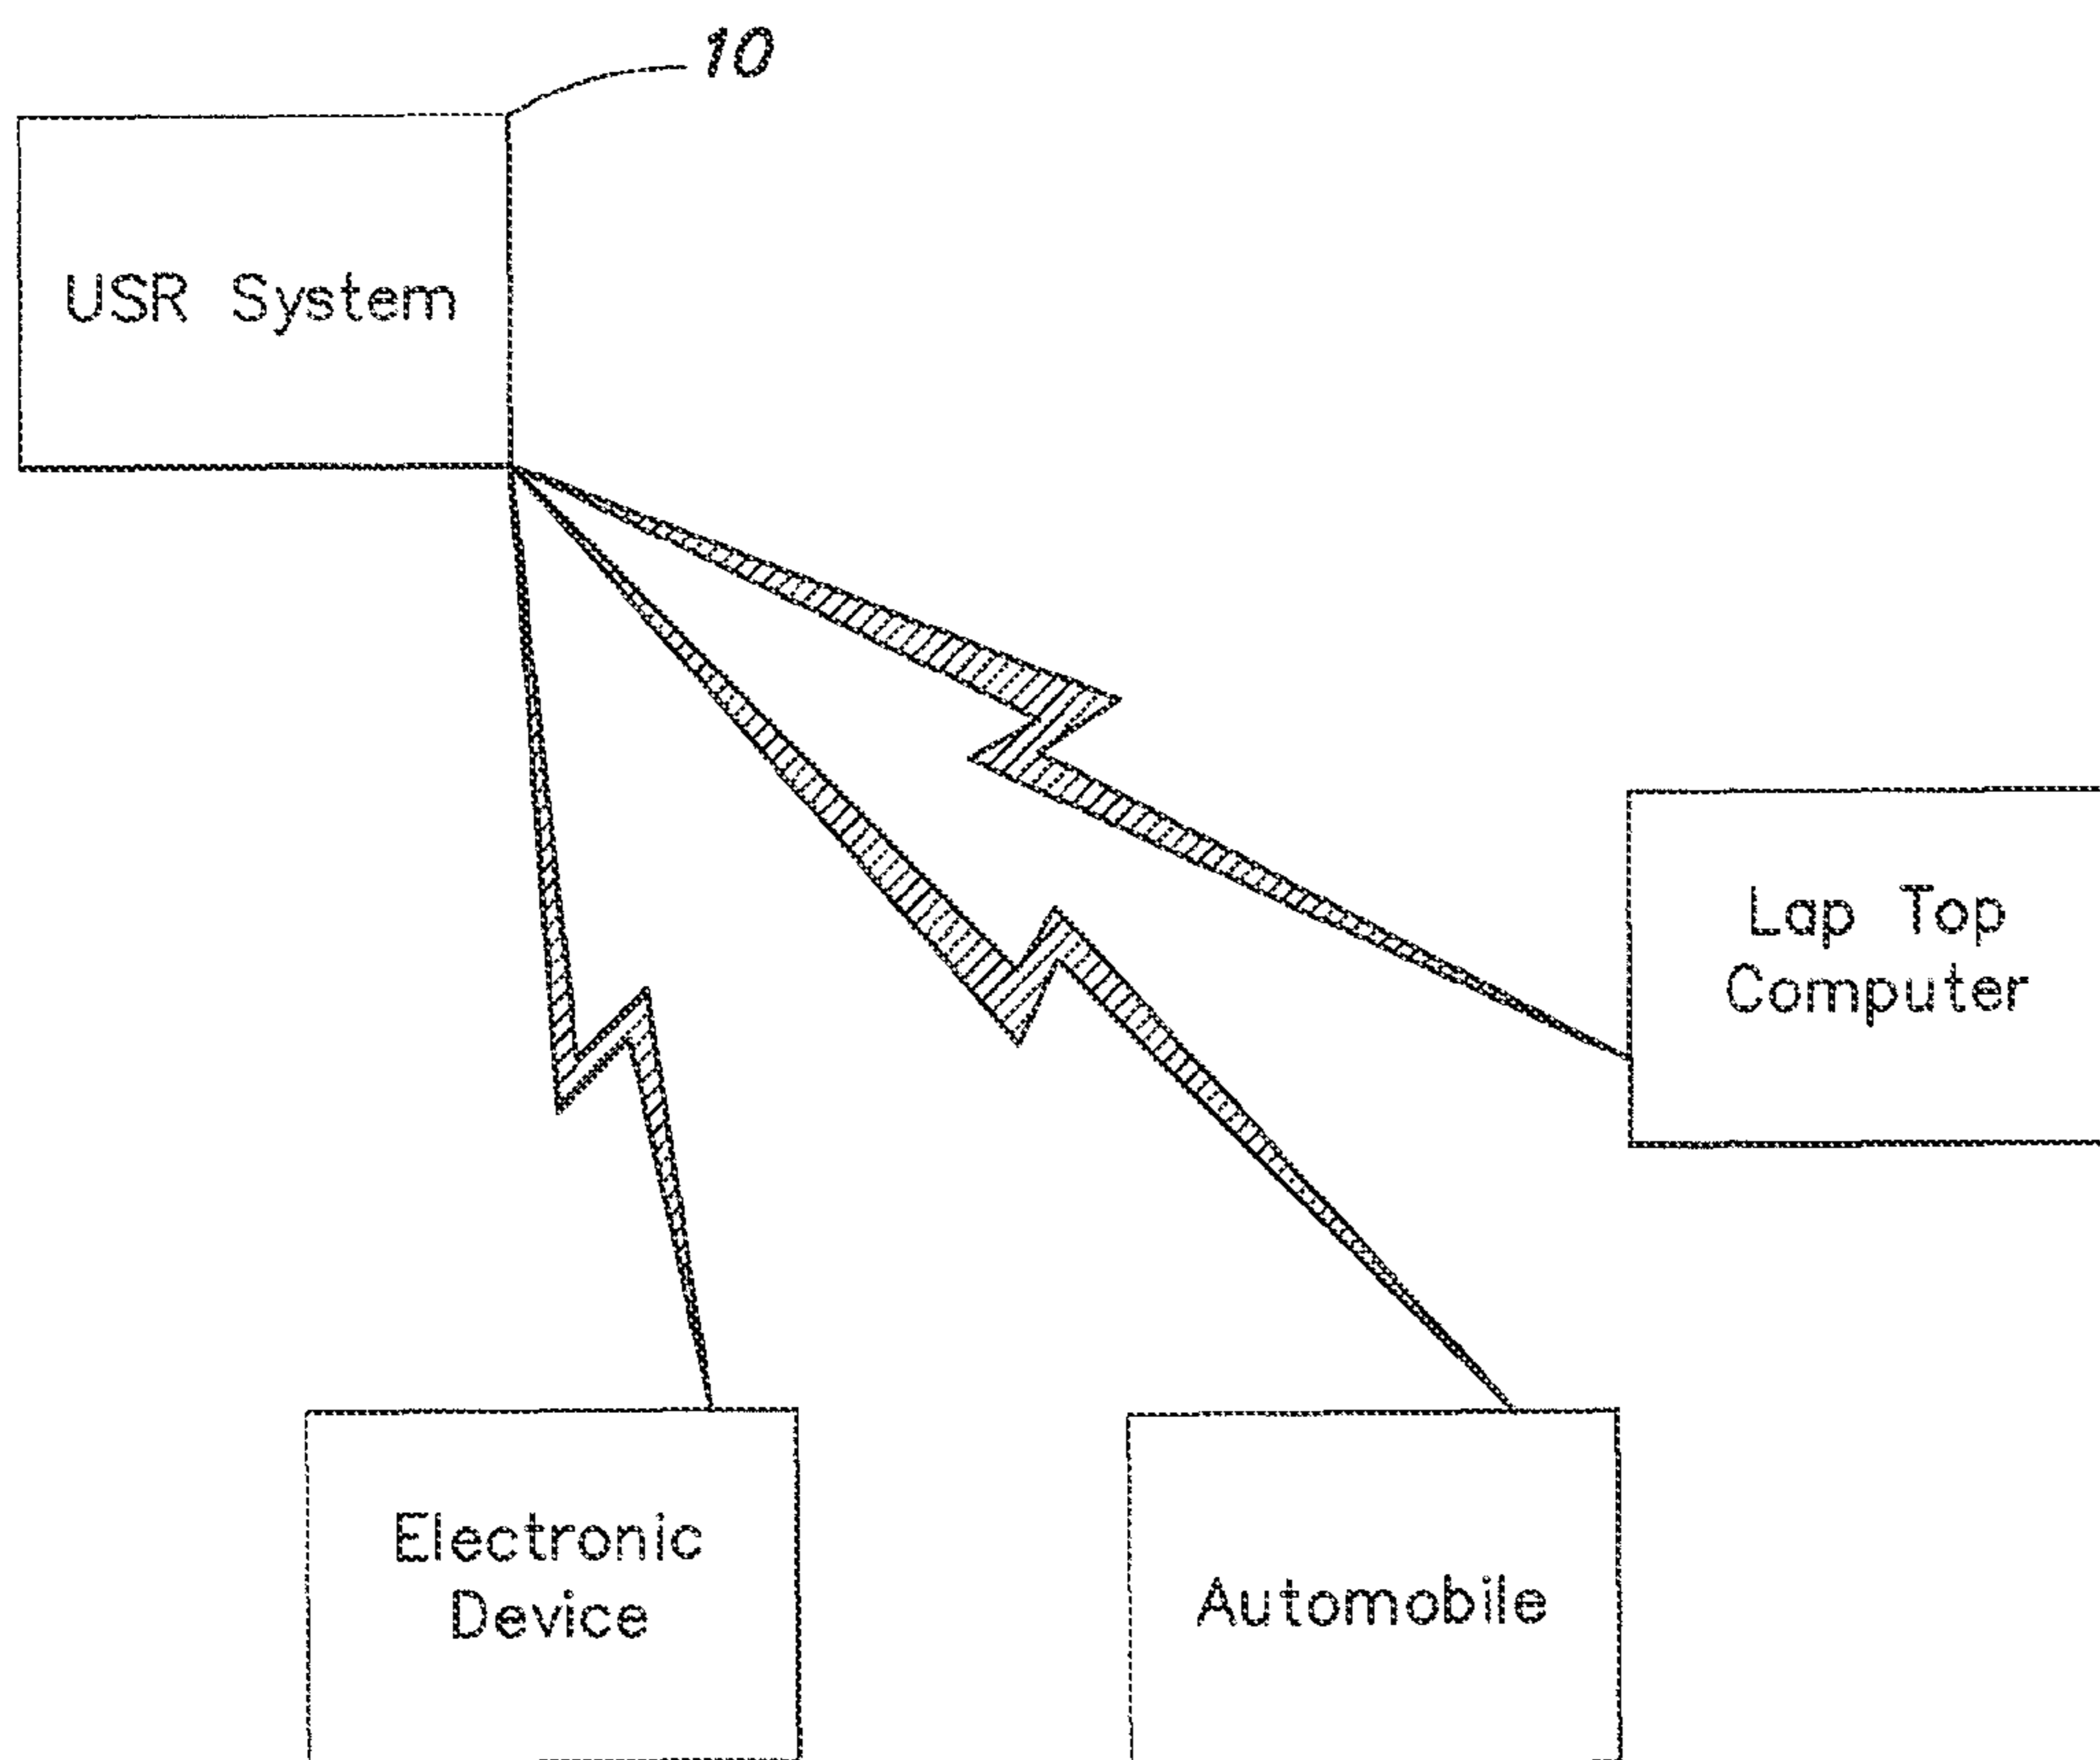 10
USR System
Lap Top
Computer
Electronic
Device
Automobile